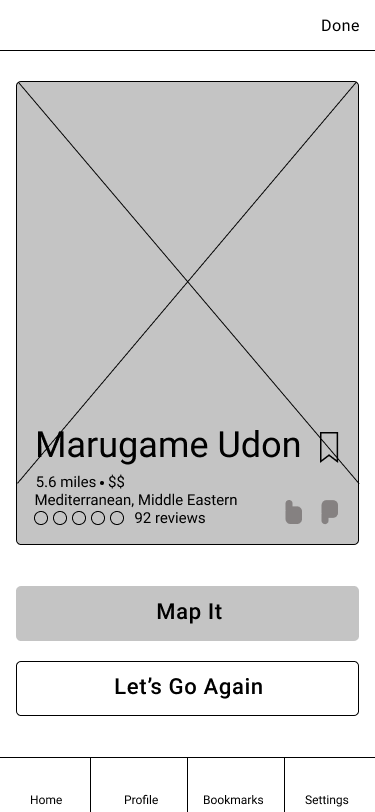 Done
Marugame Udon
5.6 miles • $$
Mediterranean, Middle Eastern
92 reviews
Map It
Let’s Go Again
Home Profile Bookmarks Settings